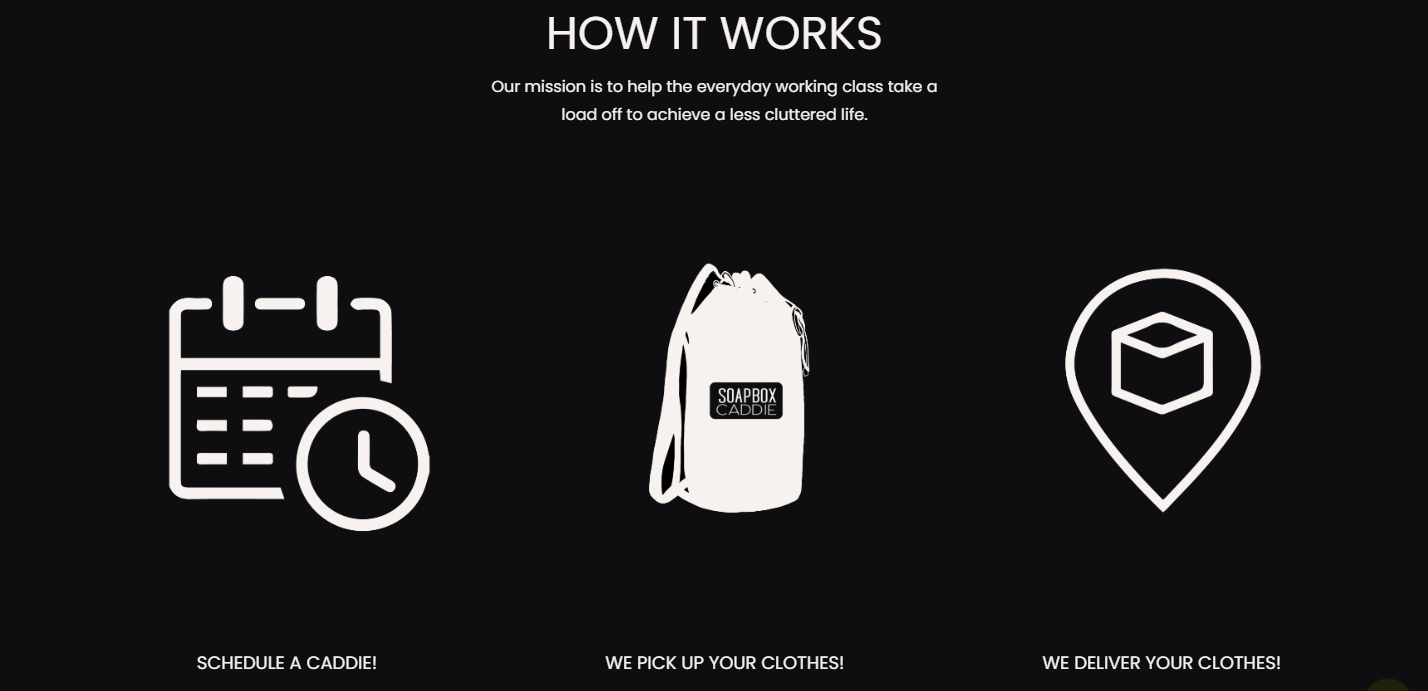 HOW IT WORKS
Our mission is to help the everyday working class take a
load off to achieve a less cluttered life.
SOAPBOX
CADDIE
SCHEDULE A CADDIE!
WE PICK UP YOUR CLOTHES!
WE DELIVER YOUR CLOTHES!